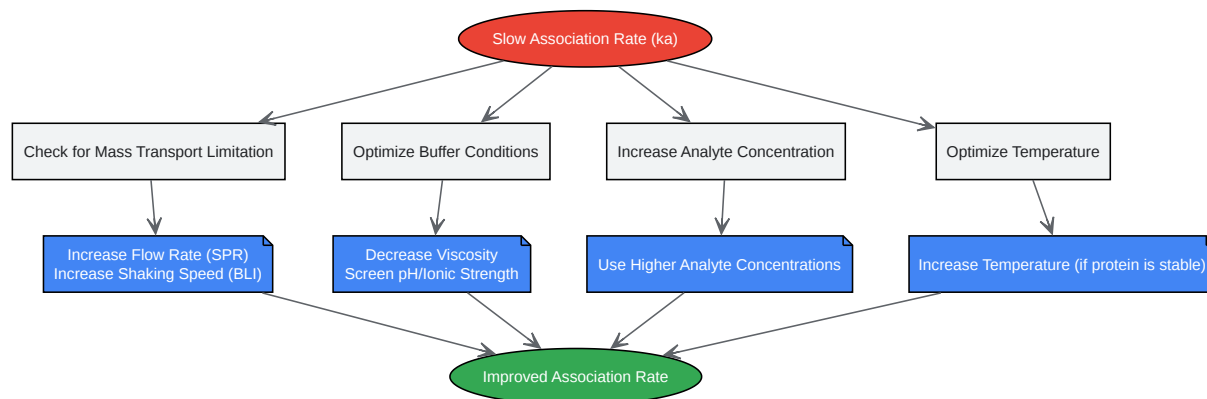 Slow Association Rate (ka)
Check for Mass Transport Limitation
Optimize Buffer Conditions
Increase Analyte Concentration
Optimize Temperature
Increase Flow Rate (SPR)
Increase Shaking Speed (BLI)
Decrease Viscosity
Screen pH/Ionic Strength
Use Higher Analyte Concentrations
Increase Temperature (if protein is stable)
Improved Association Rate